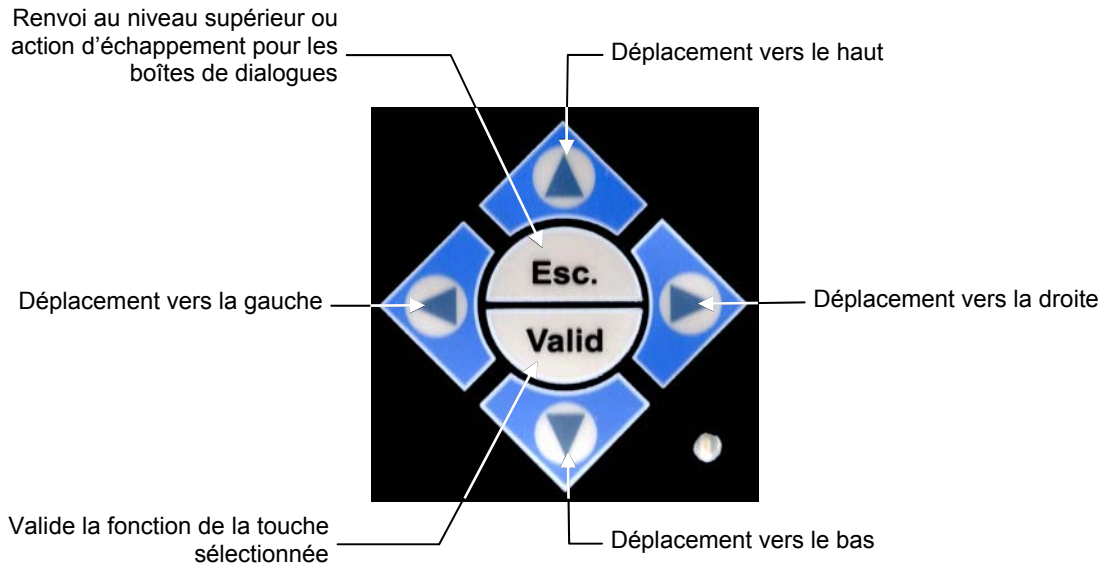 Renvoi au niveau supérieur ou
action d’échappement pour les
boîtes de dialogues
Déplacement vers le haut
Esc.
Déplacement vers la gauche
Déplacement vers la droite
Valid
Valide la fonction de la touche
sélectionnée
Déplacement vers le bas